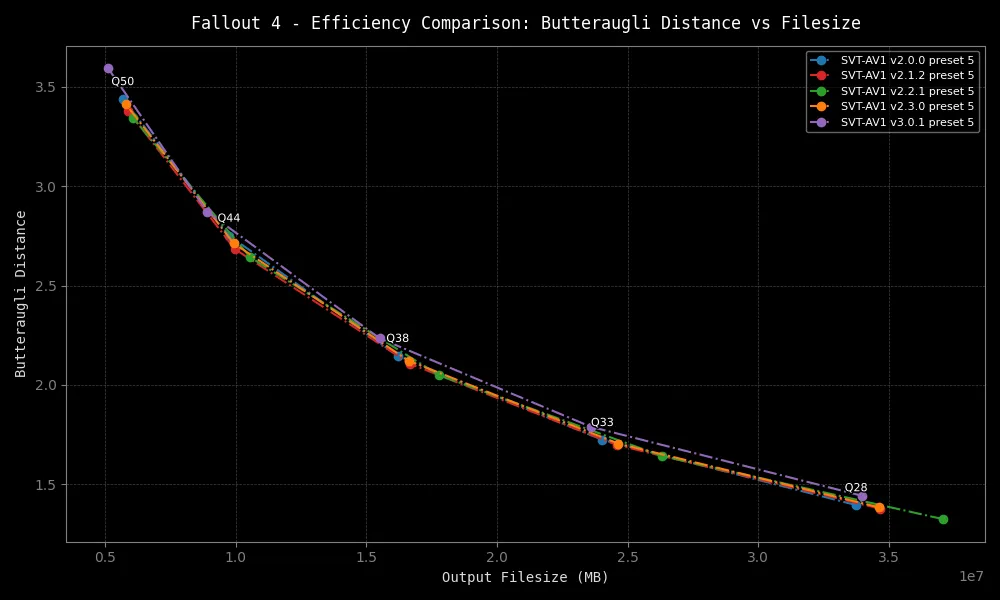 Fallout 4 - Efficiency Comparison: Butteraugli Distance vs Filesize
SVT-AV1 v2.0.0 preset 5
SVT-AV1 v2.1.2 preset 5
SVT-AV1 v2.2.1 preset 5
SVT-AV1 v2.3.0 preset 5
SVT-AV1 v3.0.1 preset 5
Butteraugli Distance
3.5
3.0
2.5
2.0
1.5
Q50
Q44
Q38
Q33
Q28
0.5
1.0
1.5
2.0
2.5
3.0
3.5
1e7
Output Filesize (MB)